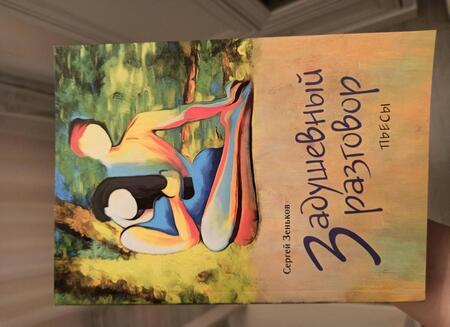 Сергей Зеньков
Задушевный
разговор
ПЬЕСЫ